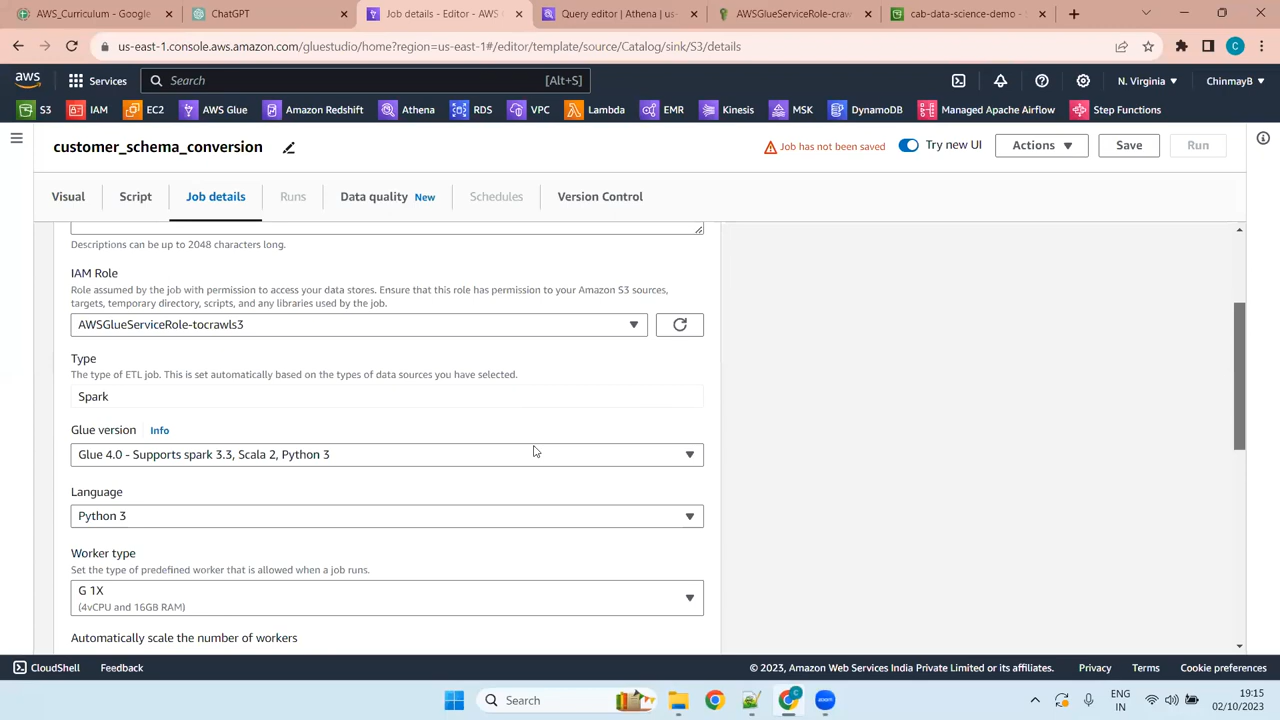 AWS_Curriculum - Google
ChatGPT
Job details - Editor - AWS
Query editor | Athena | us-
AWSGlueServiceRole-craw
cab-data-science-demo -
us-east-1.console.aws.amazon.com/gluestudio/home?region=us-east-1#/editor/template/source/Catalog/sink/S3/details
C
aws
Services
Search
[Alt+S]
N. Virginia
ChinmayB
S3
IAM
EC2
AWS Glue
Amazon Redshift
Athena
RDS
VPC
Lambda
EMR
Kinesis
MSK
DynamoDB
Managed Apache Airflow
Step Functions
customer_schema_conversion
Job has not been saved
Try new UI
Actions
Save
Run
Visual
Script
Job details
Runs
Data quality New
Schedules
Version Control
Descriptions can be up to 2048 characters long.
IAM Role
Role assumed by the job with permission to access your data stores. Ensure that this role has permission to your Amazon S3 sources,
targets, temporary directory, scripts, and any libraries used by the job.
AWSGlueServiceRole-tocrawls3
Type
The type of ETL job. This is set automatically based on the types of data sources you have selected.
Spark
Glue version Info
Glue 4.0 - Supports spark 3.3, Scala 2, Python 3
Language
Python 3
Worker type
Set the type of predefined worker that is allowed when a job runs.
G 1X
(4vCPU and 16GB RAM)
Automatically scale the number of workers
CloudShell
Feedback
© 2023, Amazon Web Services India Private Limited or its affiliates.
Privacy
Terms
Cookie preferences
Search
C
ENG
IN
19:15
02/10/2023